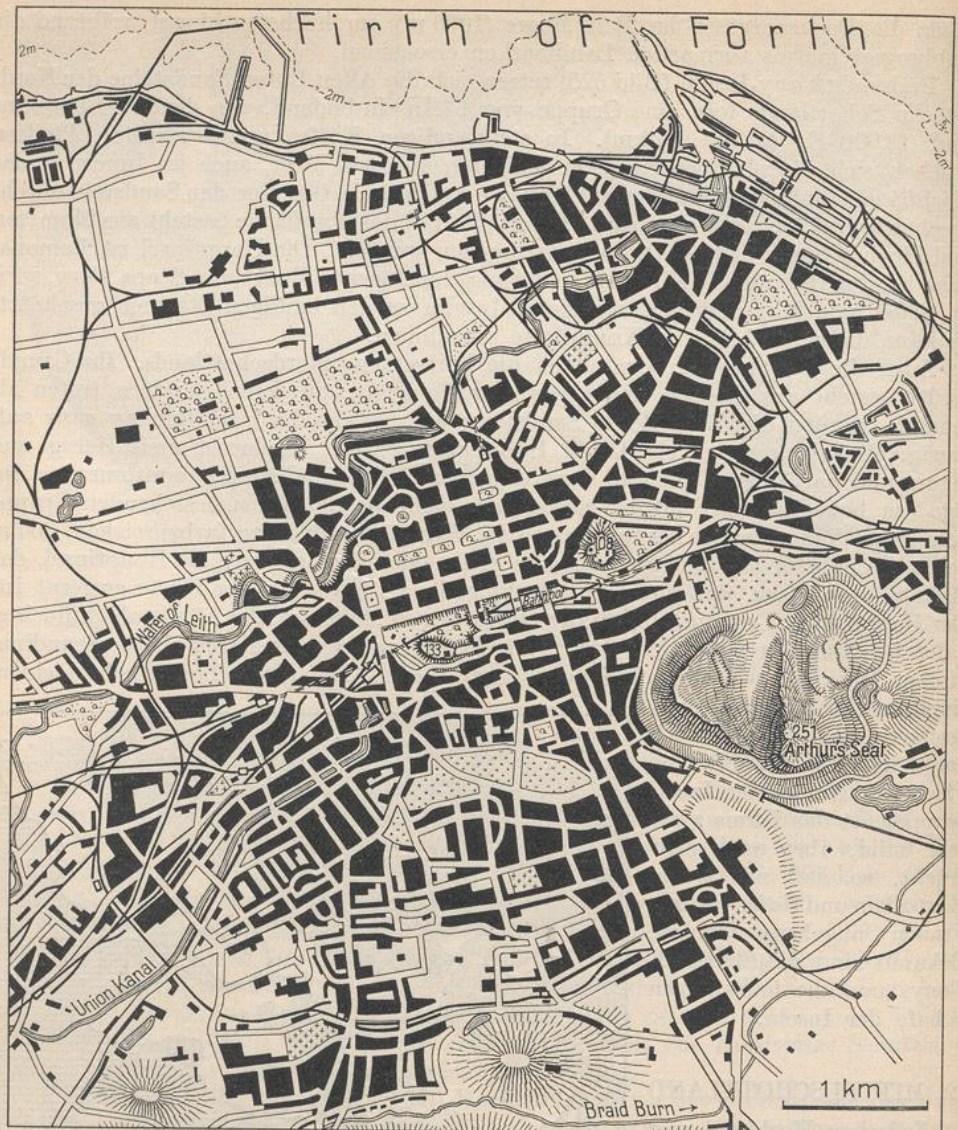 Firth of Forth
2m
2m
2m
108
Bahnhof
Water of Leith
133
251
Arthur's Seat
Union Kanal
1 km
Braid Burn →